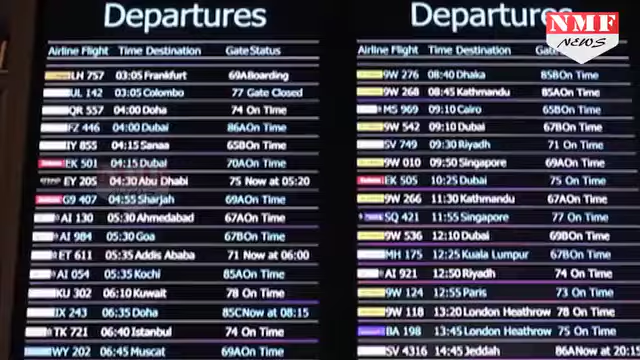 Departures
Airline Flight Time Destination Gate Status
LH 757 03:05 Frankfurt 69A Boarding
UL 142 03:05 Colombo 77 Gate Closed
QR 557 04:00 Doha 74 On Time
FZ 446 04:00 Dubai 86A On Time
IY 855 04:15 Sanaa 65B On Time
EK 501 04:15 Dubai 70A On Time
EY 205 04:30 Abu Dhabi 75 Now at 05:20
G9 407 04:55 Sharjah 69A On Time
AI 130 05:30 Ahmedabad 67A On Time
AI 984 05:30 Goa 67B On Time
ET 611 05:35 Addis Ababa 71 Now at 06:00
AI 054 05:35 Kochi 85A On Time
KU 302 06:10 Kuwait 78 On Time
IX 243 06:35 Doha 85C Now at 08:15
TK 721 06:40 Istanbul 74 On Time
WY 202 06:45 Muscat 69A On Time
Departures
Airline Flight Time Destination Gate
9W 276 08:40 Dhaka 85B On Time
9W 268 08:45 Kathmandu 85A On Time
MS 969 09:10 Cairo 65B On Time
9W 542 09:10 Dubai 67B On Time
SV 749 09:30 Riyadh 71 On Time
9W 010 09:50 Singapore 69A On Time
EK 505 10:25 Dubai 75 On Time
9W 266 11:30 Kathmandu 67A On Time
SQ 421 11:55 Singapore 77 On Time
9W 536 12:10 Dubai 69B On Time
MH 175 12:25 Kuala Lumpur 67B On Time
AI 921 12:50 Riyadh 74 On Time
9W 124 12:55 Paris 73 On Time
9W 118 13:20 London Heathrow 78 On Time
BA 198 13:45 London Heathrow 75 On Time
SV 4316 14:15 Jeddah 86A Now at 20:15
NMF
NEWS